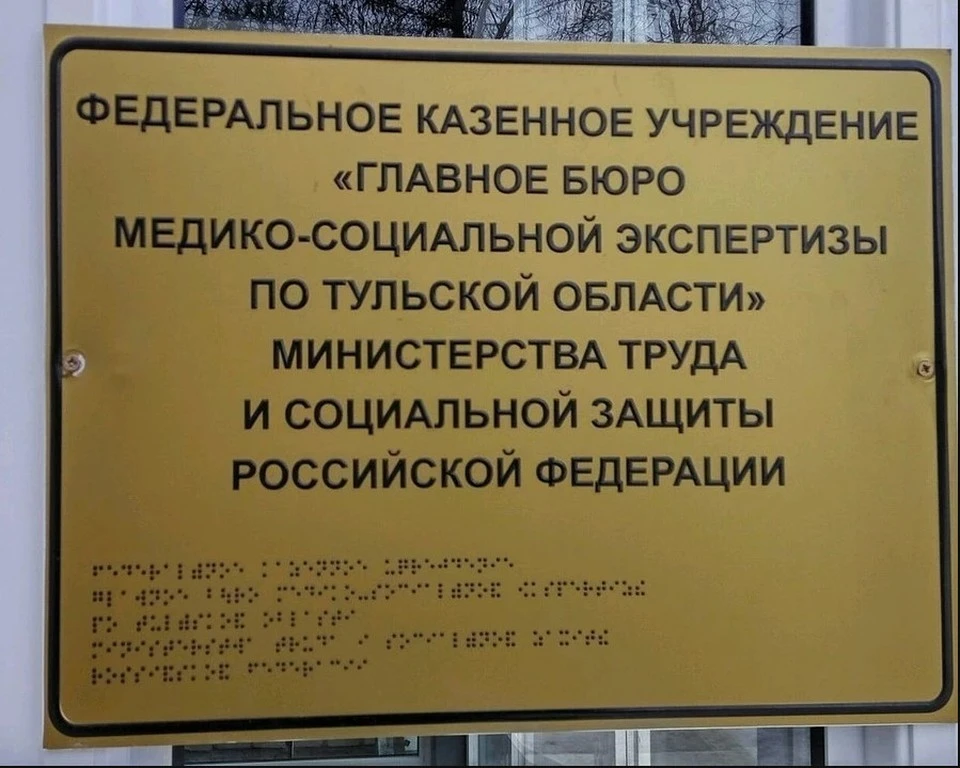 ФЕДЕРАЛЬНОЕ КАЗЕННОЕ УЧРЕЖДЕНИЕ
«ГЛАВНОЕ БЮРО
МЕДИКО-СОЦИАЛЬНОЙ ЭКСПЕРТИЗЫ
ПО ТУЛЬСКОЙ ОБЛАСТИ»
МИНИСТЕРСТВА ТРУДА
И СОЦИАЛЬНОЙ ЗАЩИТЫ
РОССИЙСКОЙ ФЕДЕРАЦИИ